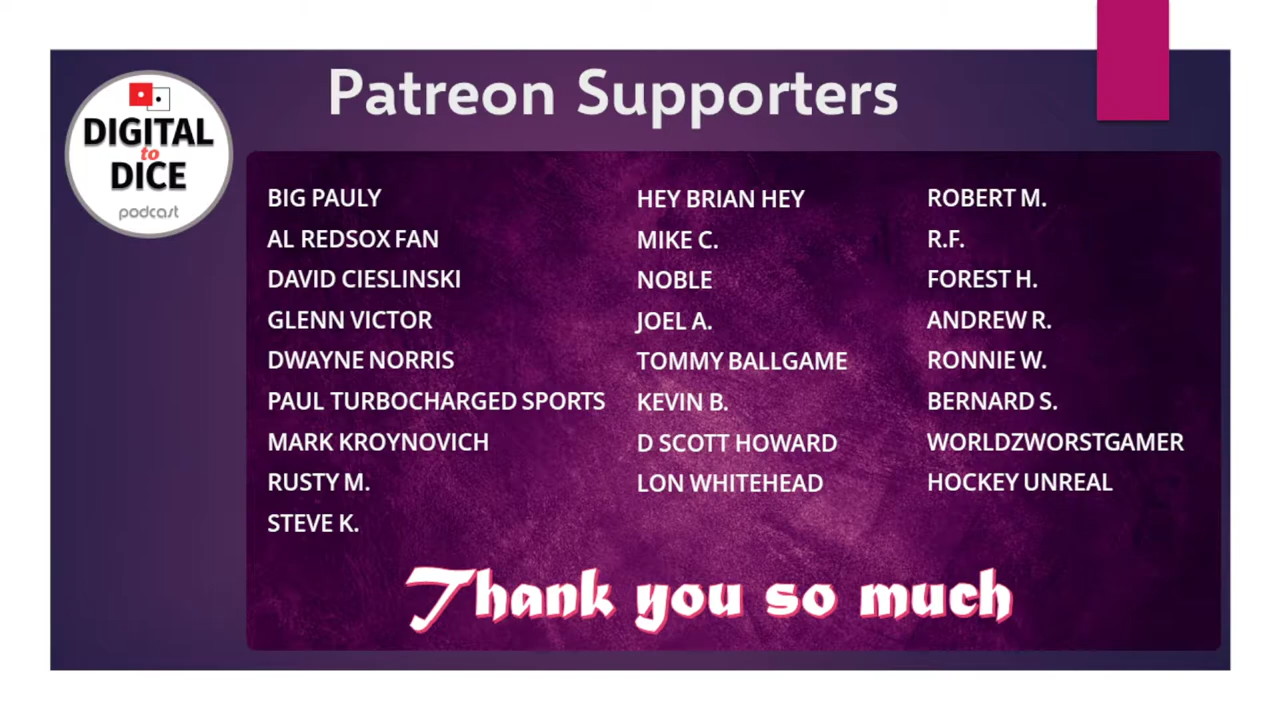 Patreon Supporters
DIGITAL
to
DICE
podcast
BIG PAULY
AL REDSOX FAN
DAVID CIESLINSKI
GLENN VICTOR
DWAYNE NORRIS
PAUL TURBOCHARGED SPORTS
MARK KROYNOVICH
RUSTY M.
STEVE K.
HEY BRIAN HEY
MIKE C.
NOBLE
JOEL A.
TOMMY BALLGAME
KEVIN B.
D SCOTT HOWARD
LON WHITEHEAD
ROBERT M.
R.F.
FOREST H.
ANDREW R.
RONNIE W.
BERNARD S.
WORLDZWORSTGAMER
HOCKEY UNREAL
Thank you so much